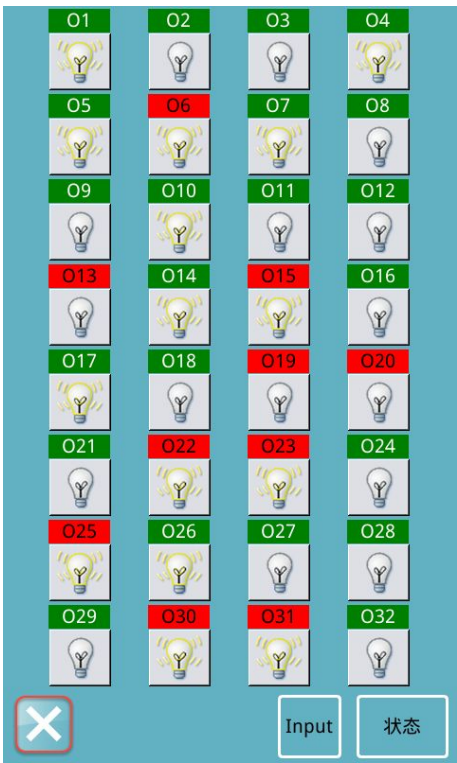 O1 O2 O3 O4
O5 O6 O7 O8
O9 O10 O11 O12
O13 O14 O15 O16
O17 O18 O19 O20
O21 O22 O23 O24
O25 O26 O27 O28
O29 O30 O31 O32
Input 状态